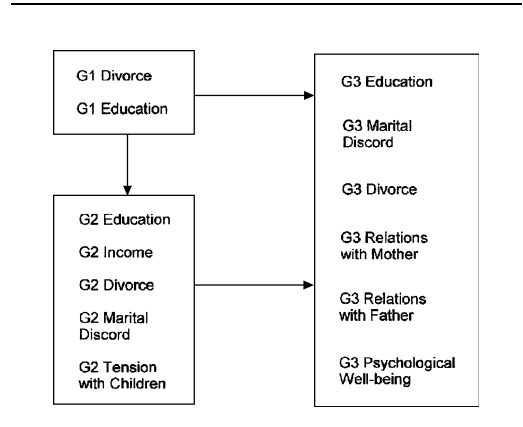 G1 Divorce
G1 Education
G2 Education
G2 Income
G2 Divorce
G2 Marital
Discord
G2 Tension
with Children
G3 Education
G3 Marital
Discord
G3 Divorce
G3 Relations
with Mother
G3 Relations
with Father
G3 Psychological
Well-being